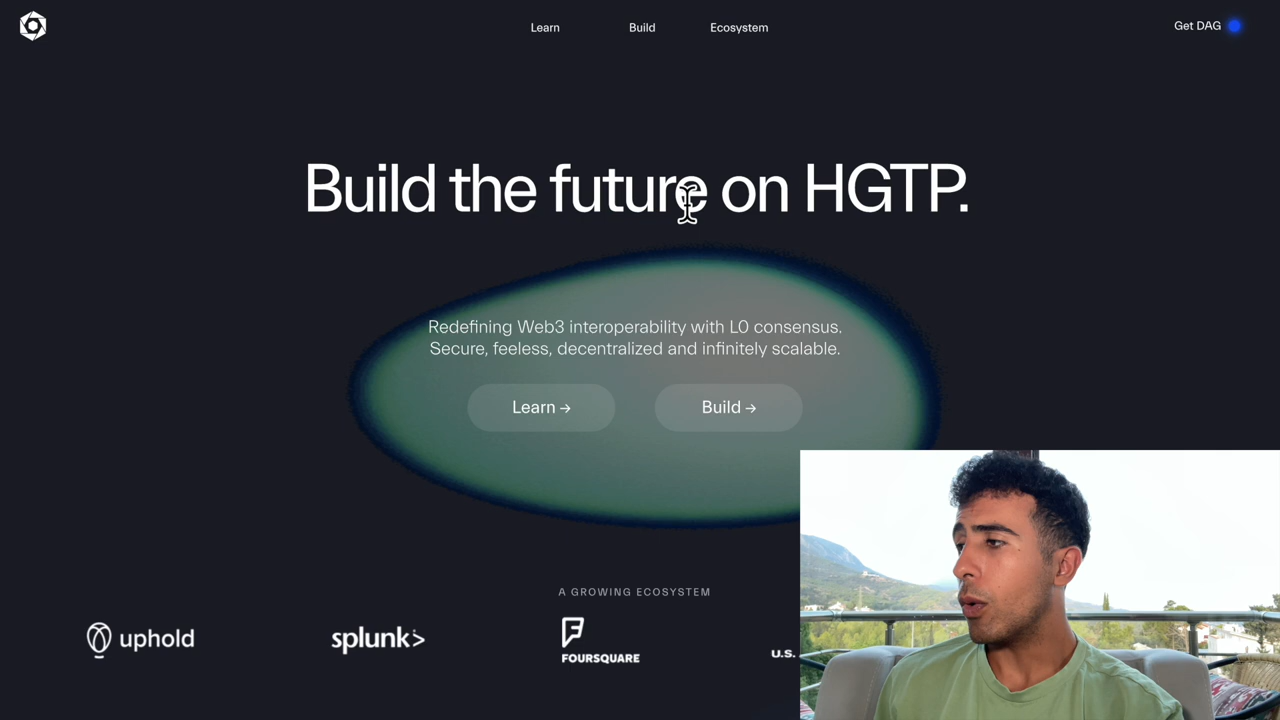 Learn
Build
Ecosystem
Get DAG
Build the future on HGTP.
Redefining Web3 interoperability with L0 consensus.
Secure, feeless, decentralized and infinitely scalable.
Learn →
Build →
A GROWING ECOSYSTEM
uphold
splunk>
FOURSQUARE
U.S.